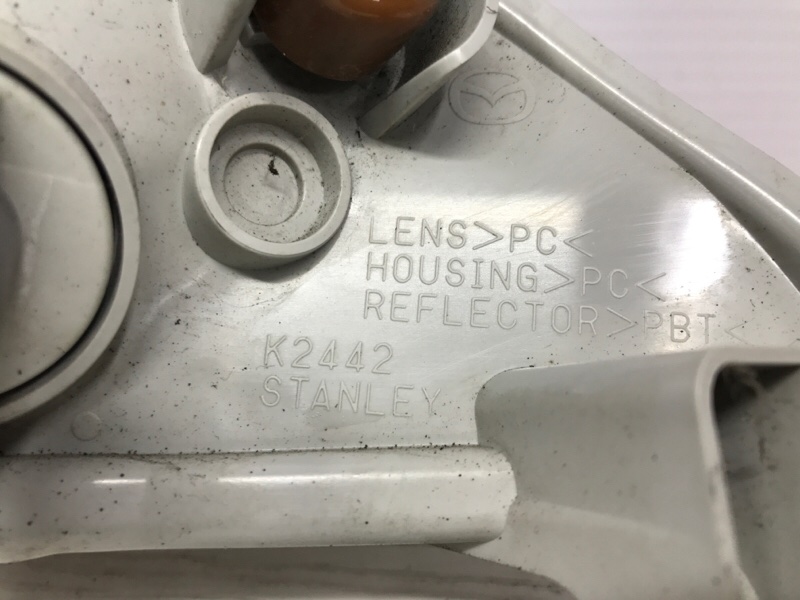 LENS>PC<
HOUSING>PC<
REFLECTOR>PBT<
K2442
STANLEY